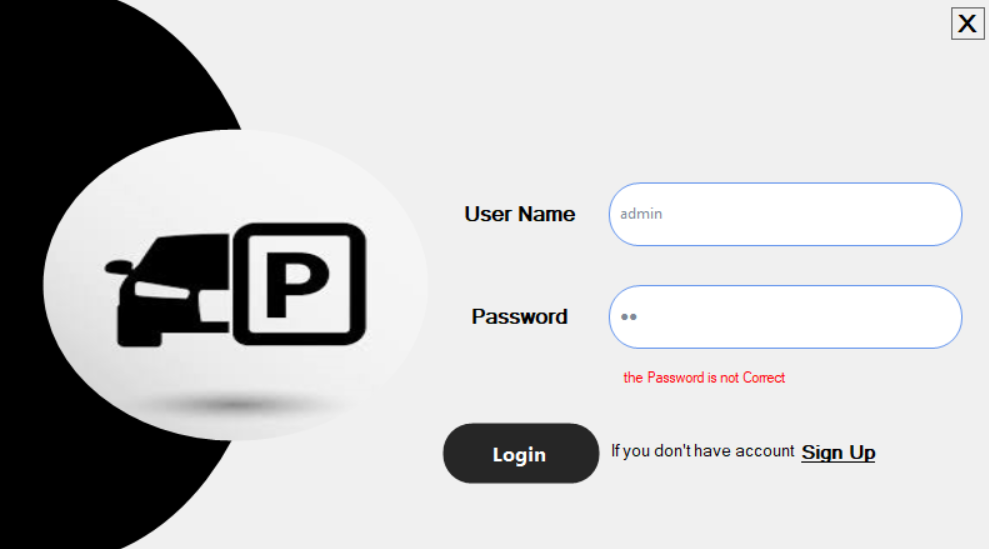 X
User Name
admin
P
Password
••
the Password is not Correct
Login
If you don't have account Sign Up